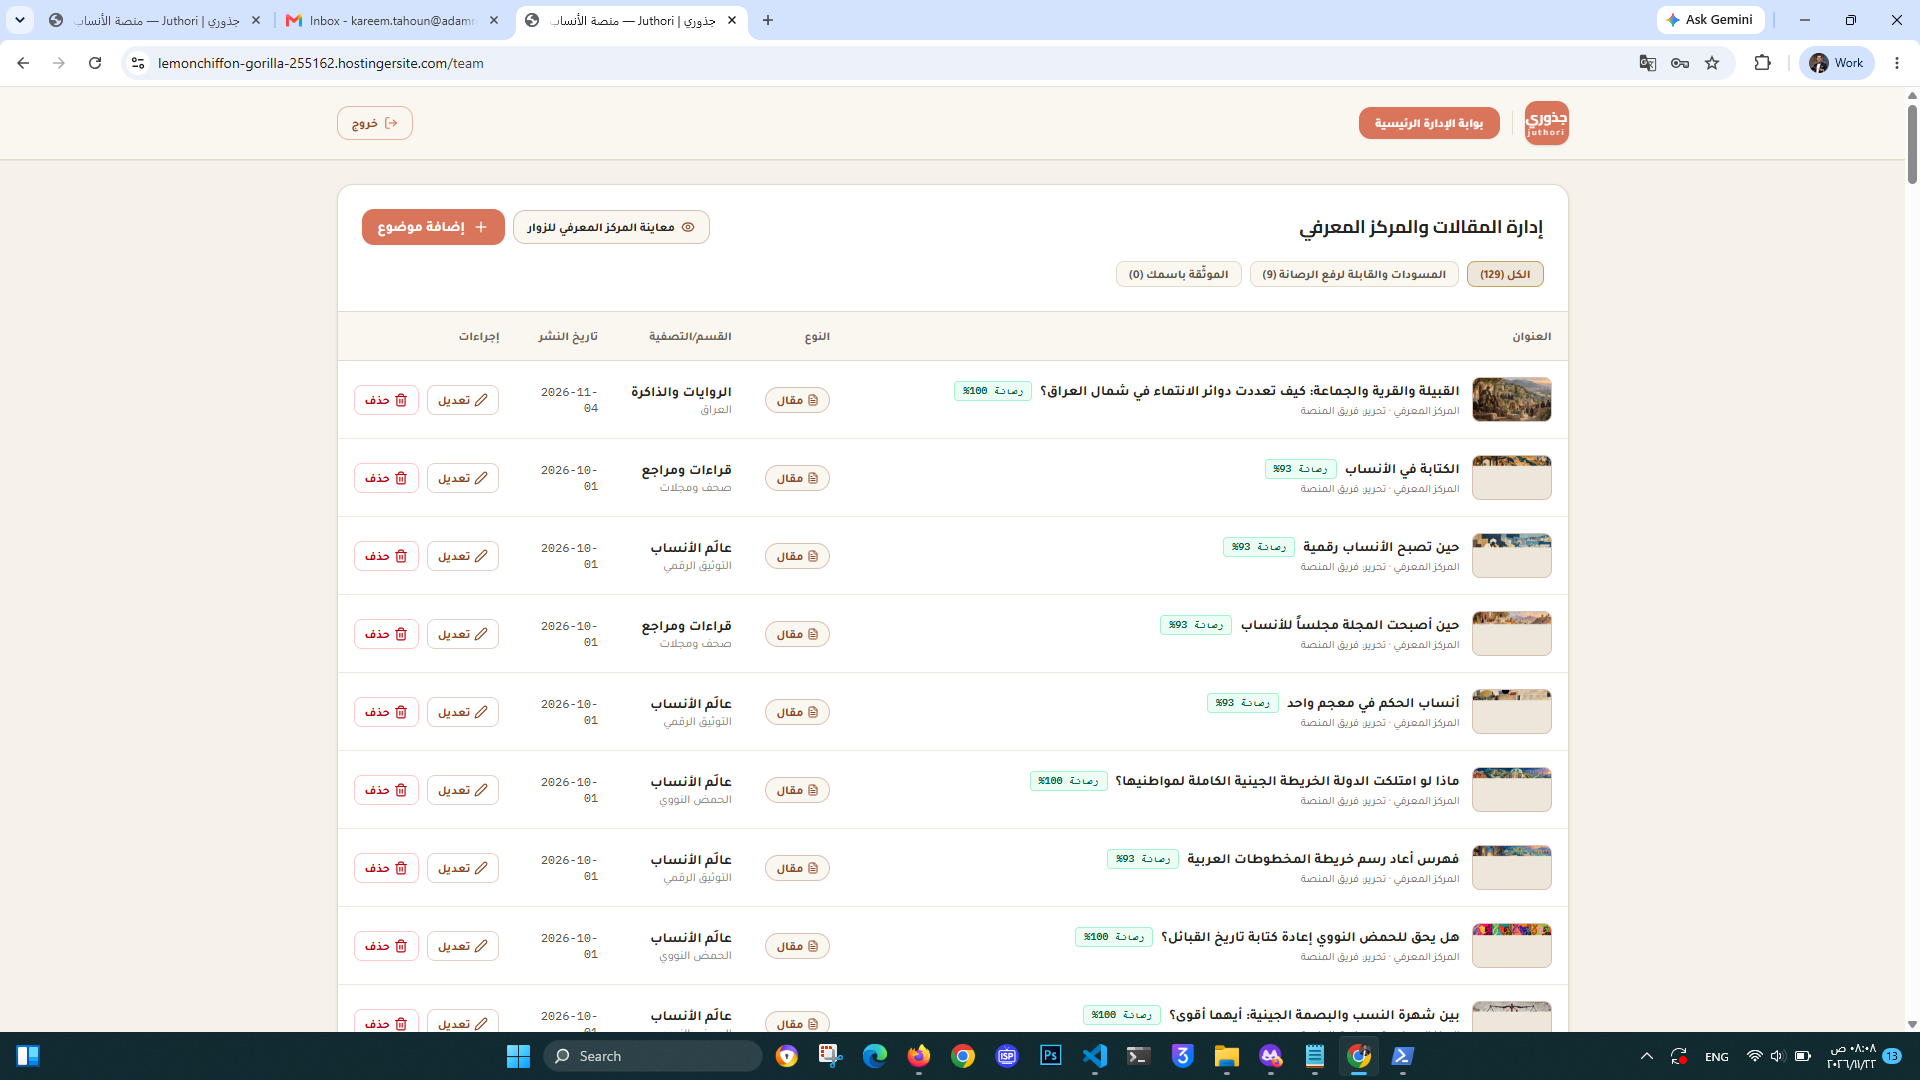 جذوري | Juthori — منصة الأنساب
Inbox - kareem.tahoun@adam
جذوري | Juthori — منصة الأنساب
Ask Gemini
lemonchiffon-gorilla-255162.hostingersite.com/team
Work
جذوري
juthori
بوابة الإدارة الرئيسية
خروج
إدارة المقالات والمركز المعرفي
معاينة المركز المعرفي للزوار
إضافة موضوع
الكل (129)
المسودات والقابلة لرفع الرصانة (9)
الموثّقة باسمك (0)
العنوان
النوع
القسم/التصفية
تاريخ النشر
إجراءات
القبيلة والقرية والجماعة: كيف تعددت دوائر الانتماء في شمال العراق؟ رصانة 100%
المركز المعرفي · تحرير: فريق المنصة
مقال
الروايات والذاكرة
العراق
2026-11-
04
تعديل
حذف
الكتابة في الأنساب رصانة 93%
المركز المعرفي · تحرير: فريق المنصة
مقال
قراءات ومراجع
صحف ومجلات
2026-10-
01
تعديل
حذف
حين تصبح الأنساب رقمية رصانة 93%
المركز المعرفي · تحرير: فريق المنصة
مقال
عالَم الأنساب
التوثيق الرقمي
2026-10-
01
تعديل
حذف
حين أصبحت المجلة مجلساً للأنساب رصانة 93%
المركز المعرفي · تحرير: فريق المنصة
مقال
قراءات ومراجع
صحف ومجلات
2026-10-
01
تعديل
حذف
أنساب الحكم في معجم واحد رصانة 93%
المركز المعرفي · تحرير: فريق المنصة
مقال
عالَم الأنساب
التوثيق الرقمي
2026-10-
01
تعديل
حذف
ماذا لو امتلكت الدولة الخريطة الجينية الكاملة لمواطنيها؟ رصانة 100%
المركز المعرفي · تحرير: فريق المنصة
مقال
عالَم الأنساب
الحمض النووي
2026-10-
01
تعديل
حذف
فهرس أعاد رسم خريطة المخطوطات العربية رصانة 93%
المركز المعرفي · تحرير: فريق المنصة
مقال
عالَم الأنساب
التوثيق الرقمي
2026-10-
01
تعديل
حذف
هل يحق للحمض النووي إعادة كتابة تاريخ القبائل؟ رصانة 100%
المركز المعرفي · تحرير: فريق المنصة
مقال
عالَم الأنساب
الحمض النووي
2026-10-
01
تعديل
حذف
بين شهرة النسب والبصمة الجينية: أيهما أقوى؟ رصانة 100%
مقال
عالَم الأنساب
2026-10-
تعديل
حذف
Search
ISP
Ps
3
ENG
٠٨:٠٨ ص
٢٠٢٦/١١/٢٢
13